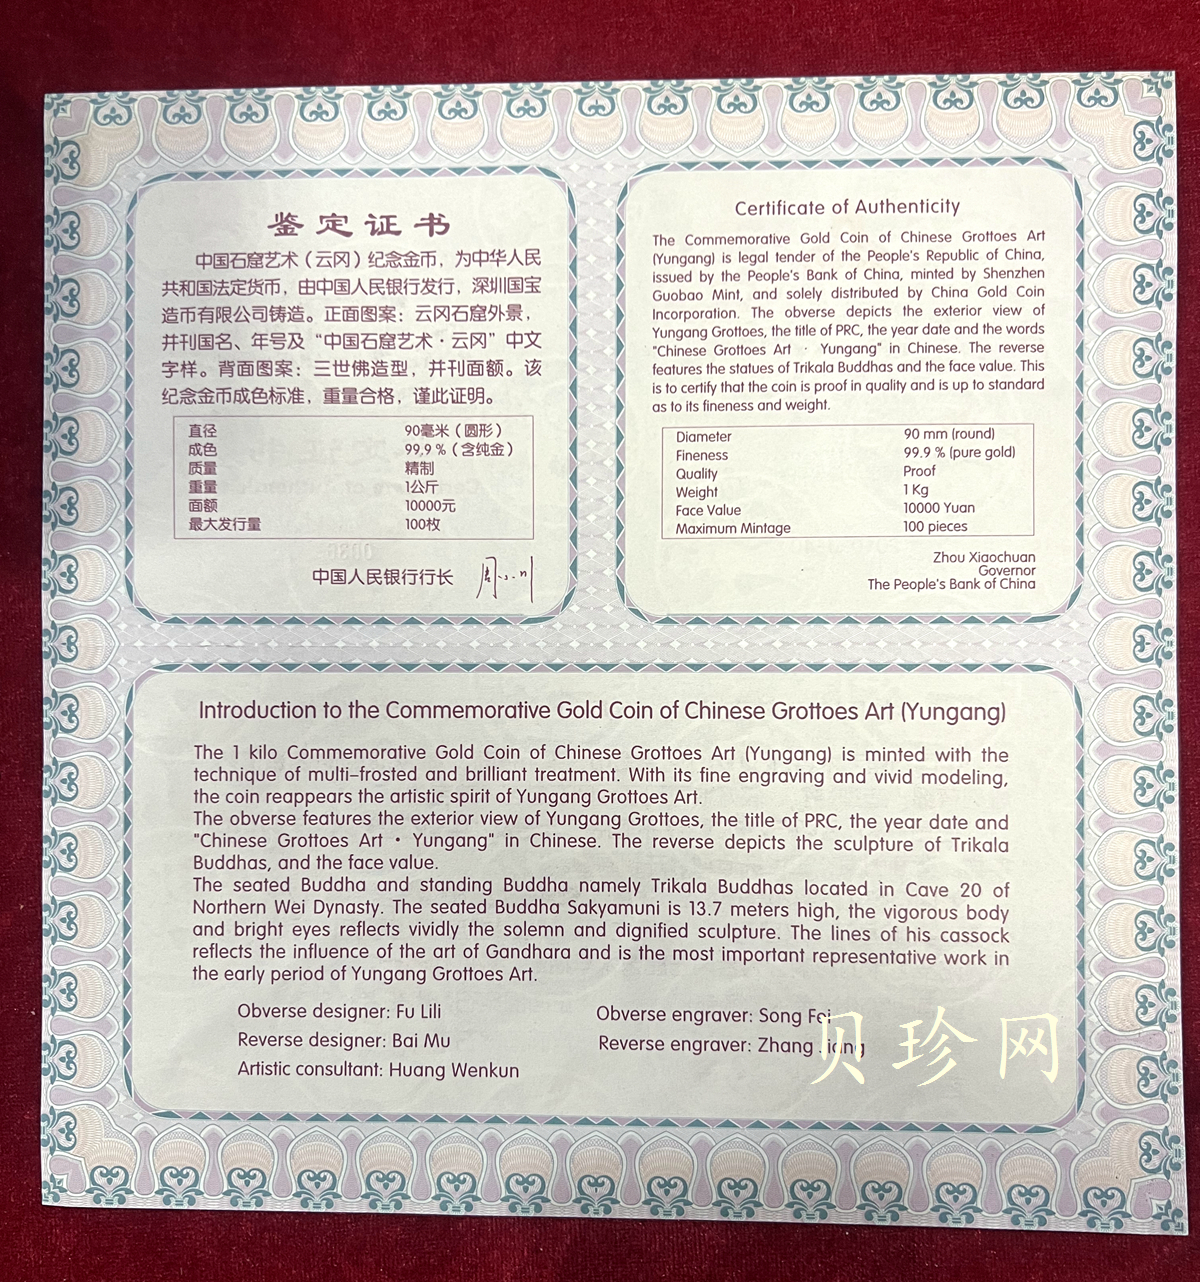 鉴定证书
中国石窟艺术（云冈）纪念金币，为中华人民
共和国法定货币，由中国人民银行发行，深圳国宝
造币有限公司铸造。正面图案：云冈石窟外景，
并刊国名、年号及“中国石窟艺术·云冈”中文
字样。背面图案：三世佛造型，并刊面额。该
纪念金币成色标准，重量合格，谨此证明。
直径 90毫米（圆形）
成色 99.9％（含纯金）
质量 精制
重量 1公斤
面额 10000元
最大发行量 100枚
中国人民银行行长 周小川
Certificate of Authenticity
The Commemorative Gold Coin of Chinese Grottoes Art
(Yungang) is legal tender of the People's Republic of China,
issued by the People's Bank of China, minted by Shenzhen
Guobao Mint, and solely distributed by China Gold Coin
Incorporation. The obverse depicts the exterior view of
Yungang Grottoes, the title of PRC, the year date and the words
"Chinese Grottoes Art · Yungang" in Chinese. The reverse
features the statues of Trikala Buddhas and the face value. This
is to certify that the coin is proof in quality and is up to standard
as to its fineness and weight.
Diameter 90 mm (round)
Fineness 99.9 % (pure gold)
Quality Proof
Weight 1 Kg
Face Value 10000 Yuan
Maximum Mintage 100 pieces
Zhou Xiaochuan
Governor
The People's Bank of China
Introduction to the Commemorative Gold Coin of Chinese Grottoes Art (Yungang)
The 1 kilo Commemorative Gold Coin of Chinese Grottoes Art (Yungang) is minted with the
technique of multi–frosted and brilliant treatment. With its fine engraving and vivid modeling,
the coin reappears the artistic spirit of Yungang Grottoes Art.
The obverse features the exterior view of Yungang Grottoes, the title of PRC, the year date and
"Chinese Grottoes Art · Yungang" in Chinese. The reverse depicts the sculpture of Trikala
Buddhas, and the face value.
The seated Buddha and standing Buddha namely Trikala Buddhas located in Cave 20 of
Northern Wei Dynasty. The seated Buddha Sakyamuni is 13.7 meters high, the vigorous body
and bright eyes reflects vividly the solemn and dignified sculpture. The lines of his cassock
reflects the influence of the art of Gandhara and is the most important representative work in
the early period of Yungang Grottoes Art.
Obverse designer: Fu Lili
Obverse engraver: Song Fei
Reverse designer: Bai Mu
Reverse engraver: Zhang
Artistic consultant: Huang Wenkun
贝珍网